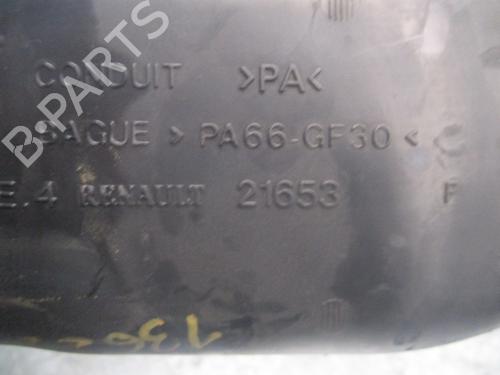 CONDUIT >PA<
BAGUE > PA66-GF30 <
E.4 RENAULT 21653 F
B-PARTS